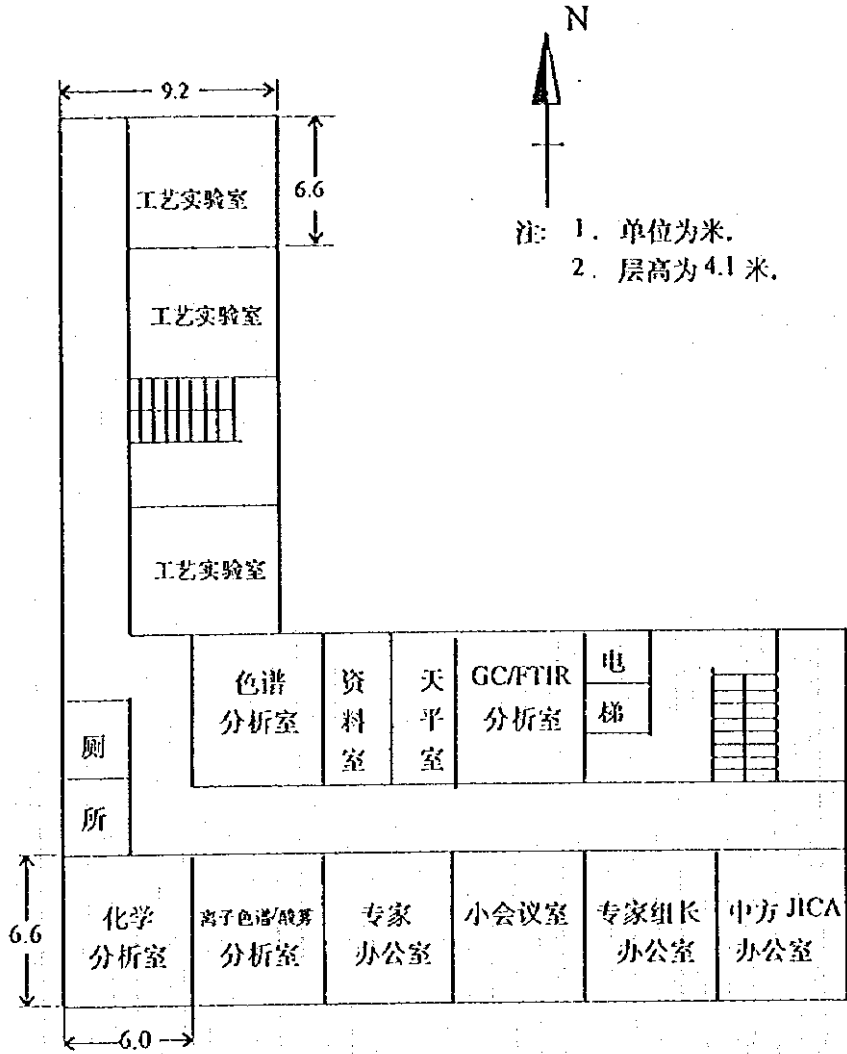 N
9.2
6.6
工艺实验室
注: 1. 单位为米.
2. 层高为4.1米.
工艺实验室
工艺实验室
色谱
分析室
资料室
天平室
GC/FTIR
分析室
电
梯
厕
所
6.6
化学
分析室
离子色谱/酸雾
分析室
专家
办公室
小会议室
专家组长
办公室
中方 JICA
办公室
6.0